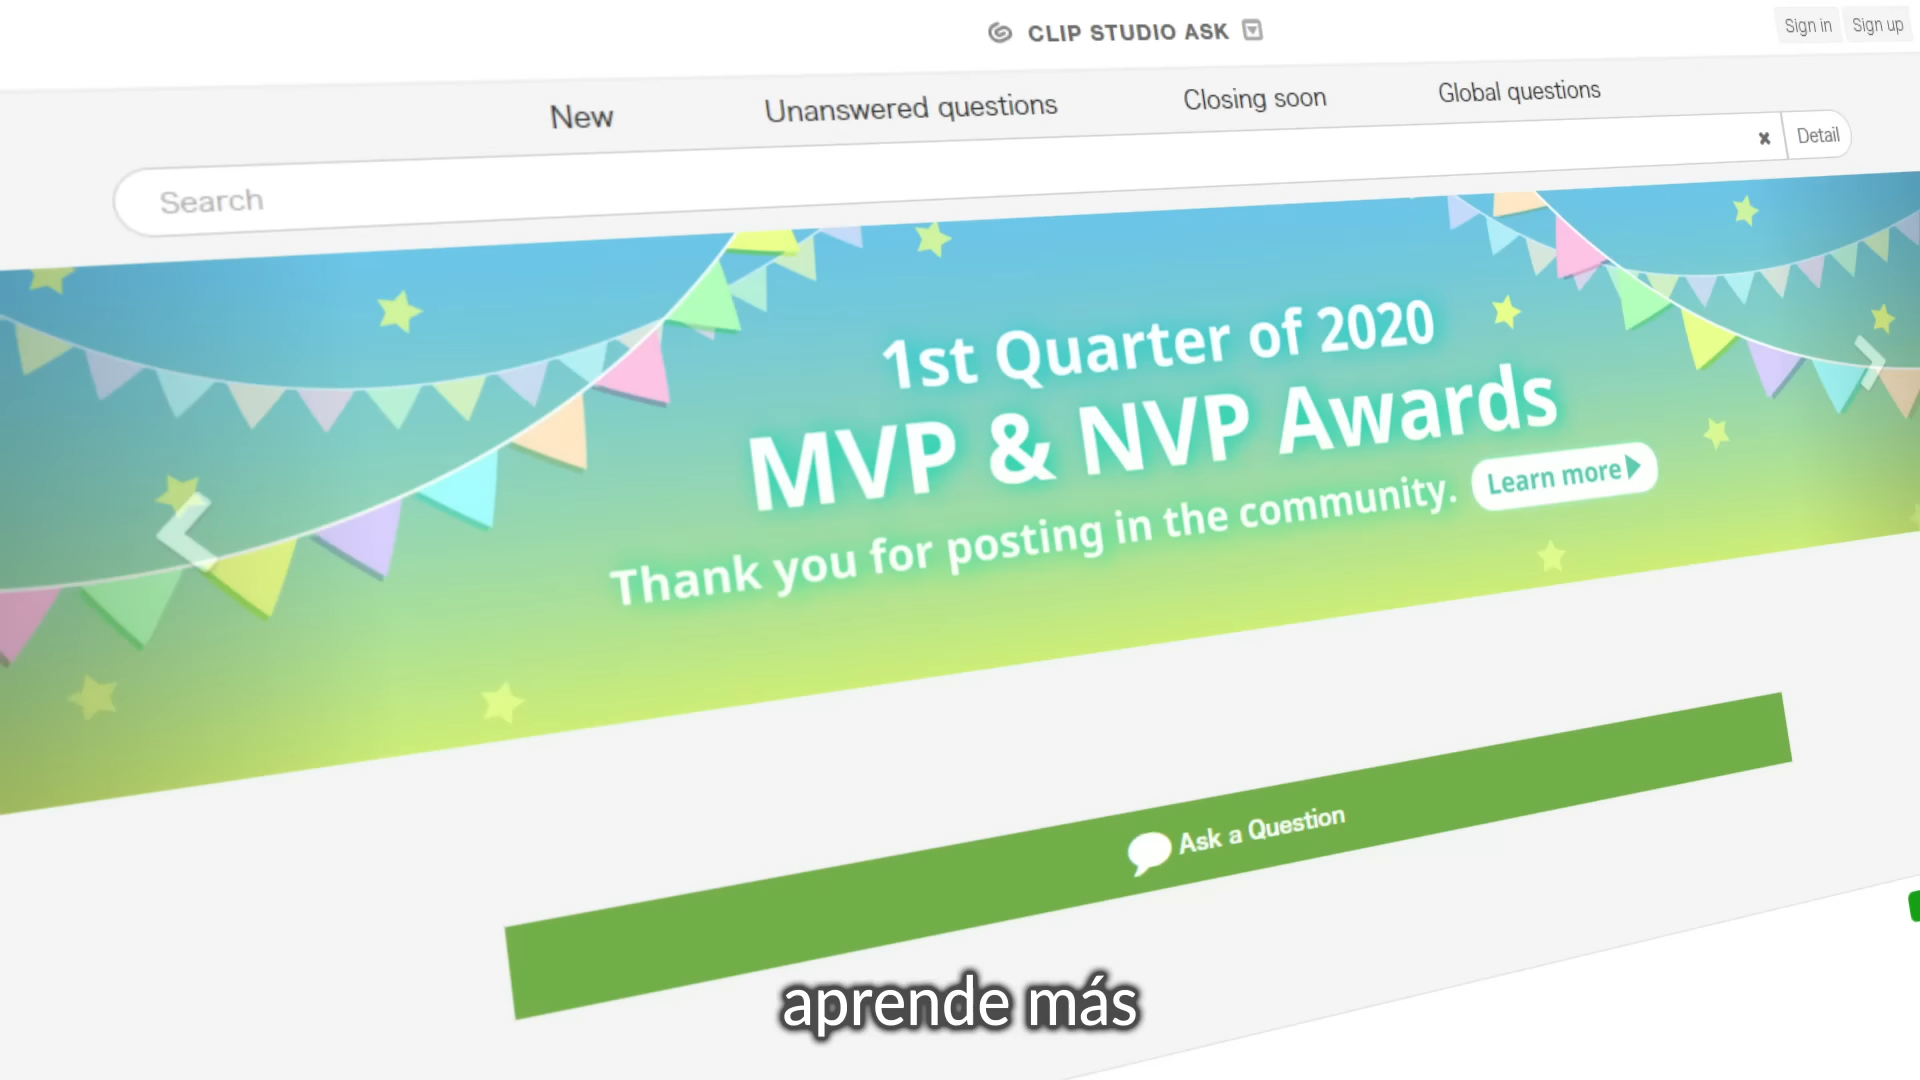 CLIP STUDIO ASK
Sign in
Sign up
New
Unanswered questions
Closing soon
Global questions
Search
× Detail
1st Quarter of 2020
MVP & NVP Awards
Thank you for posting in the community.
Learn more
Ask a Question
aprende más